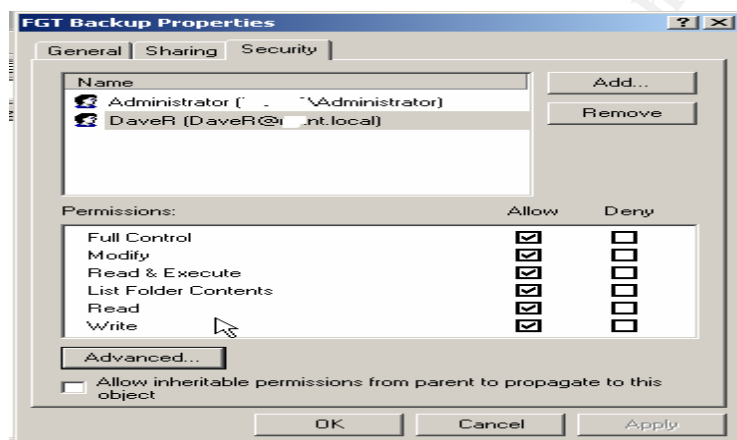 FGT Backup Properties
General Sharing Security
Name
Add...
Administrator ( \Administrator)
DaveR (DaveR@ nt.local)
Remove
Permissions:
Allow Deny
Full Control
Modify
Read & Execute
List Folder Contents
Read
Write
Advanced...
Allow inheritable permissions from parent to propagate to this
object
OK Cancel Apply